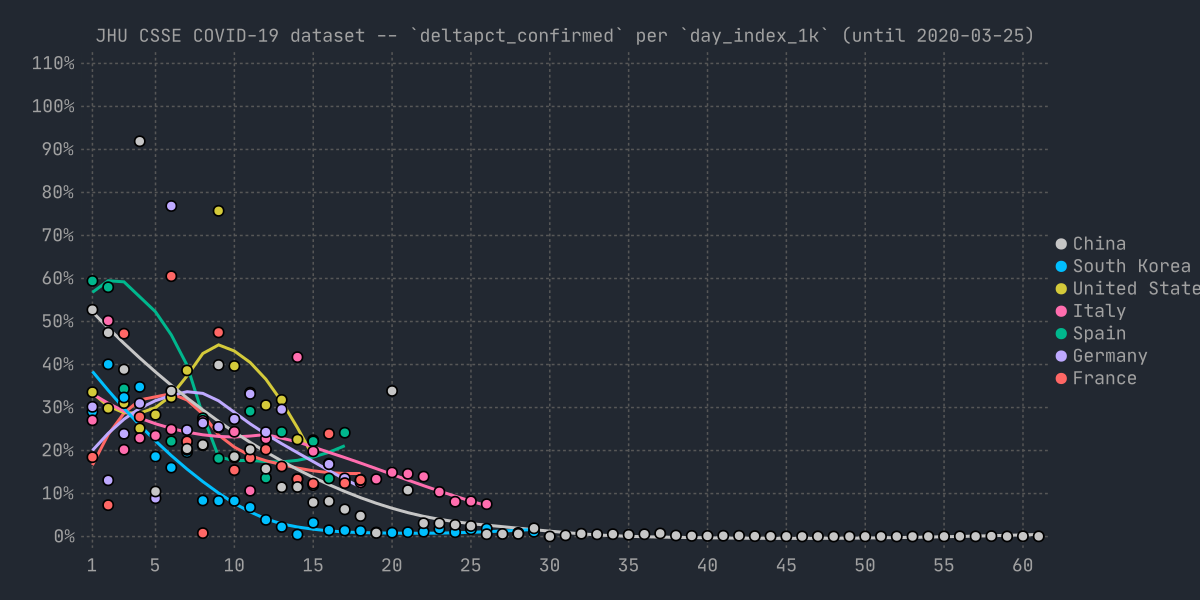 JHU CSSE COVID-19 dataset -- `deltapct_confirmed` per `day_index_1k` (until 2020-03-25)
110%
100%
90%
80%
70%
60%
50%
40%
30%
20%
10%
0%
1 5 10 15 20 25 30 35 40 45 50 55 60
China
South Korea
United State
Italy
Spain
Germany
France